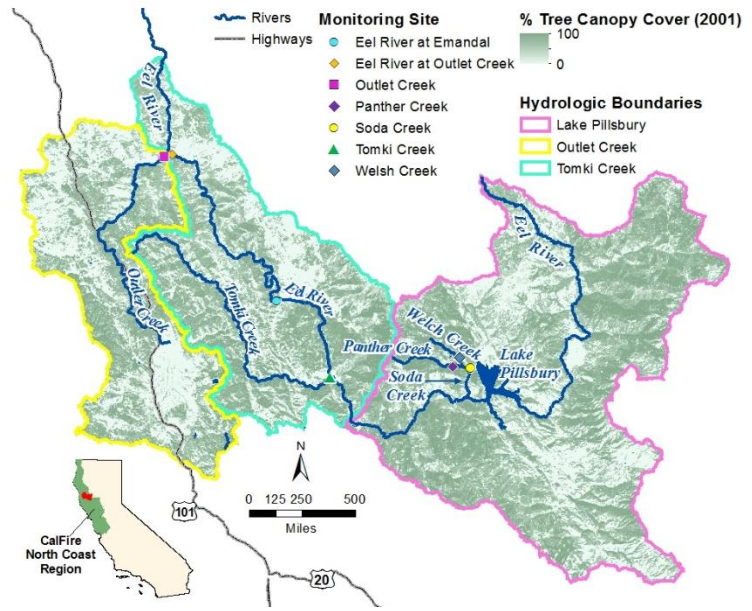 Rivers
Highways
Monitoring Site
Eel River at Emandal
Eel River at Outlet Creek
Outlet Creek
Panther Creek
Soda Creek
Tomki Creek
Welsh Creek
% Tree Canopy Cover (2001)
100
0
Hydrologic Boundaries
Lake Pillsbury
Outlet Creek
Tomki Creek
Eel River
Eel River
Outlet Creek
Tomki Creek
Eel River
Welch Creek
Panther Creek
Lake
Pillsbury
Soda
Creek
N
0 125 250 500
Miles
101
20
CalFire
North Coast
Region